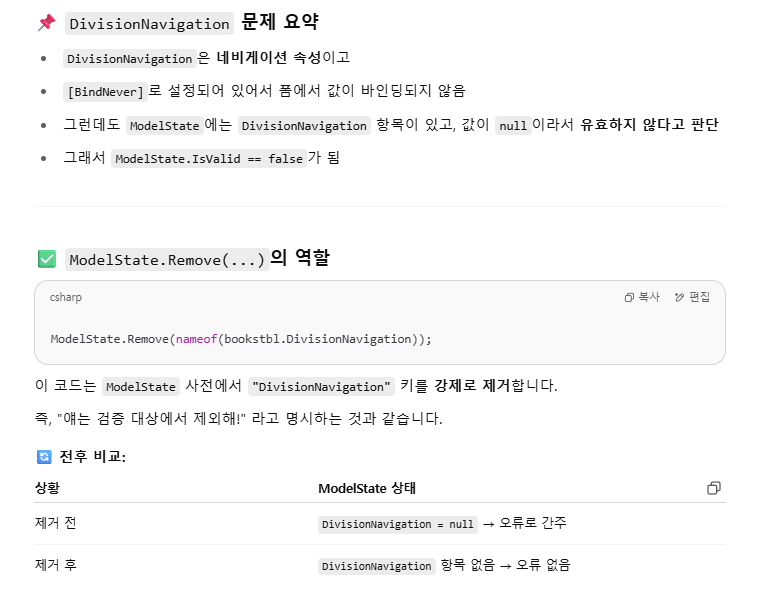 📌 DivisionNavigation 문제 요약
• DivisionNavigation은 네비게이션 속성이고
• [BindNever]로 설정되어 있어서 폼에서 값이 바인딩되지 않음
• 그런데도 ModelState에는 DivisionNavigation 항목이 있고, 값이 null이라서 유효하지 않다고 판단
• 그래서 ModelState.IsValid == false가 됨
✅ ModelState.Remove(...)의 역할
csharp 복사 편집
ModelState.Remove(nameof(bookstbl.DivisionNavigation));
이 코드는 ModelState 사전에서 "DivisionNavigation" 키를 강제로 제거합니다.
즉, "얘는 검증 대상에서 제외해!" 라고 명시하는 것과 같습니다.
🔄 전후 비교:
상황 ModelState 상태
제거 전 DivisionNavigation = null → 오류로 간주
제거 후 DivisionNavigation 항목 없음 → 오류 없음